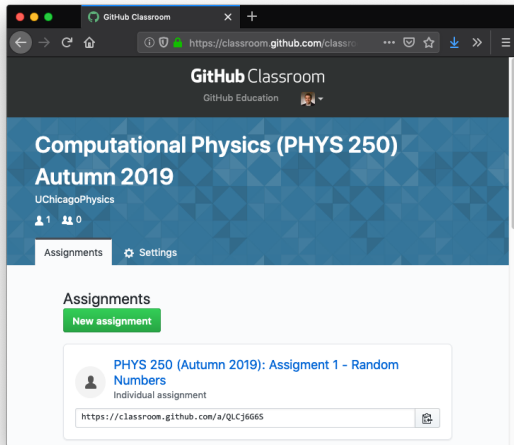 GitHub Classroom
https://classroom.github.com/classro
GitHub Classroom
GitHub Education
Computational Physics (PHYS 250)
Autumn 2019
UChicagoPhysics
1 0
Assignments Settings
Assignments
New assignment
PHYS 250 (Autumn 2019): Assigment 1 - Random
Numbers
Individual assignment
https://classroom.github.com/a/QLCj6G6S